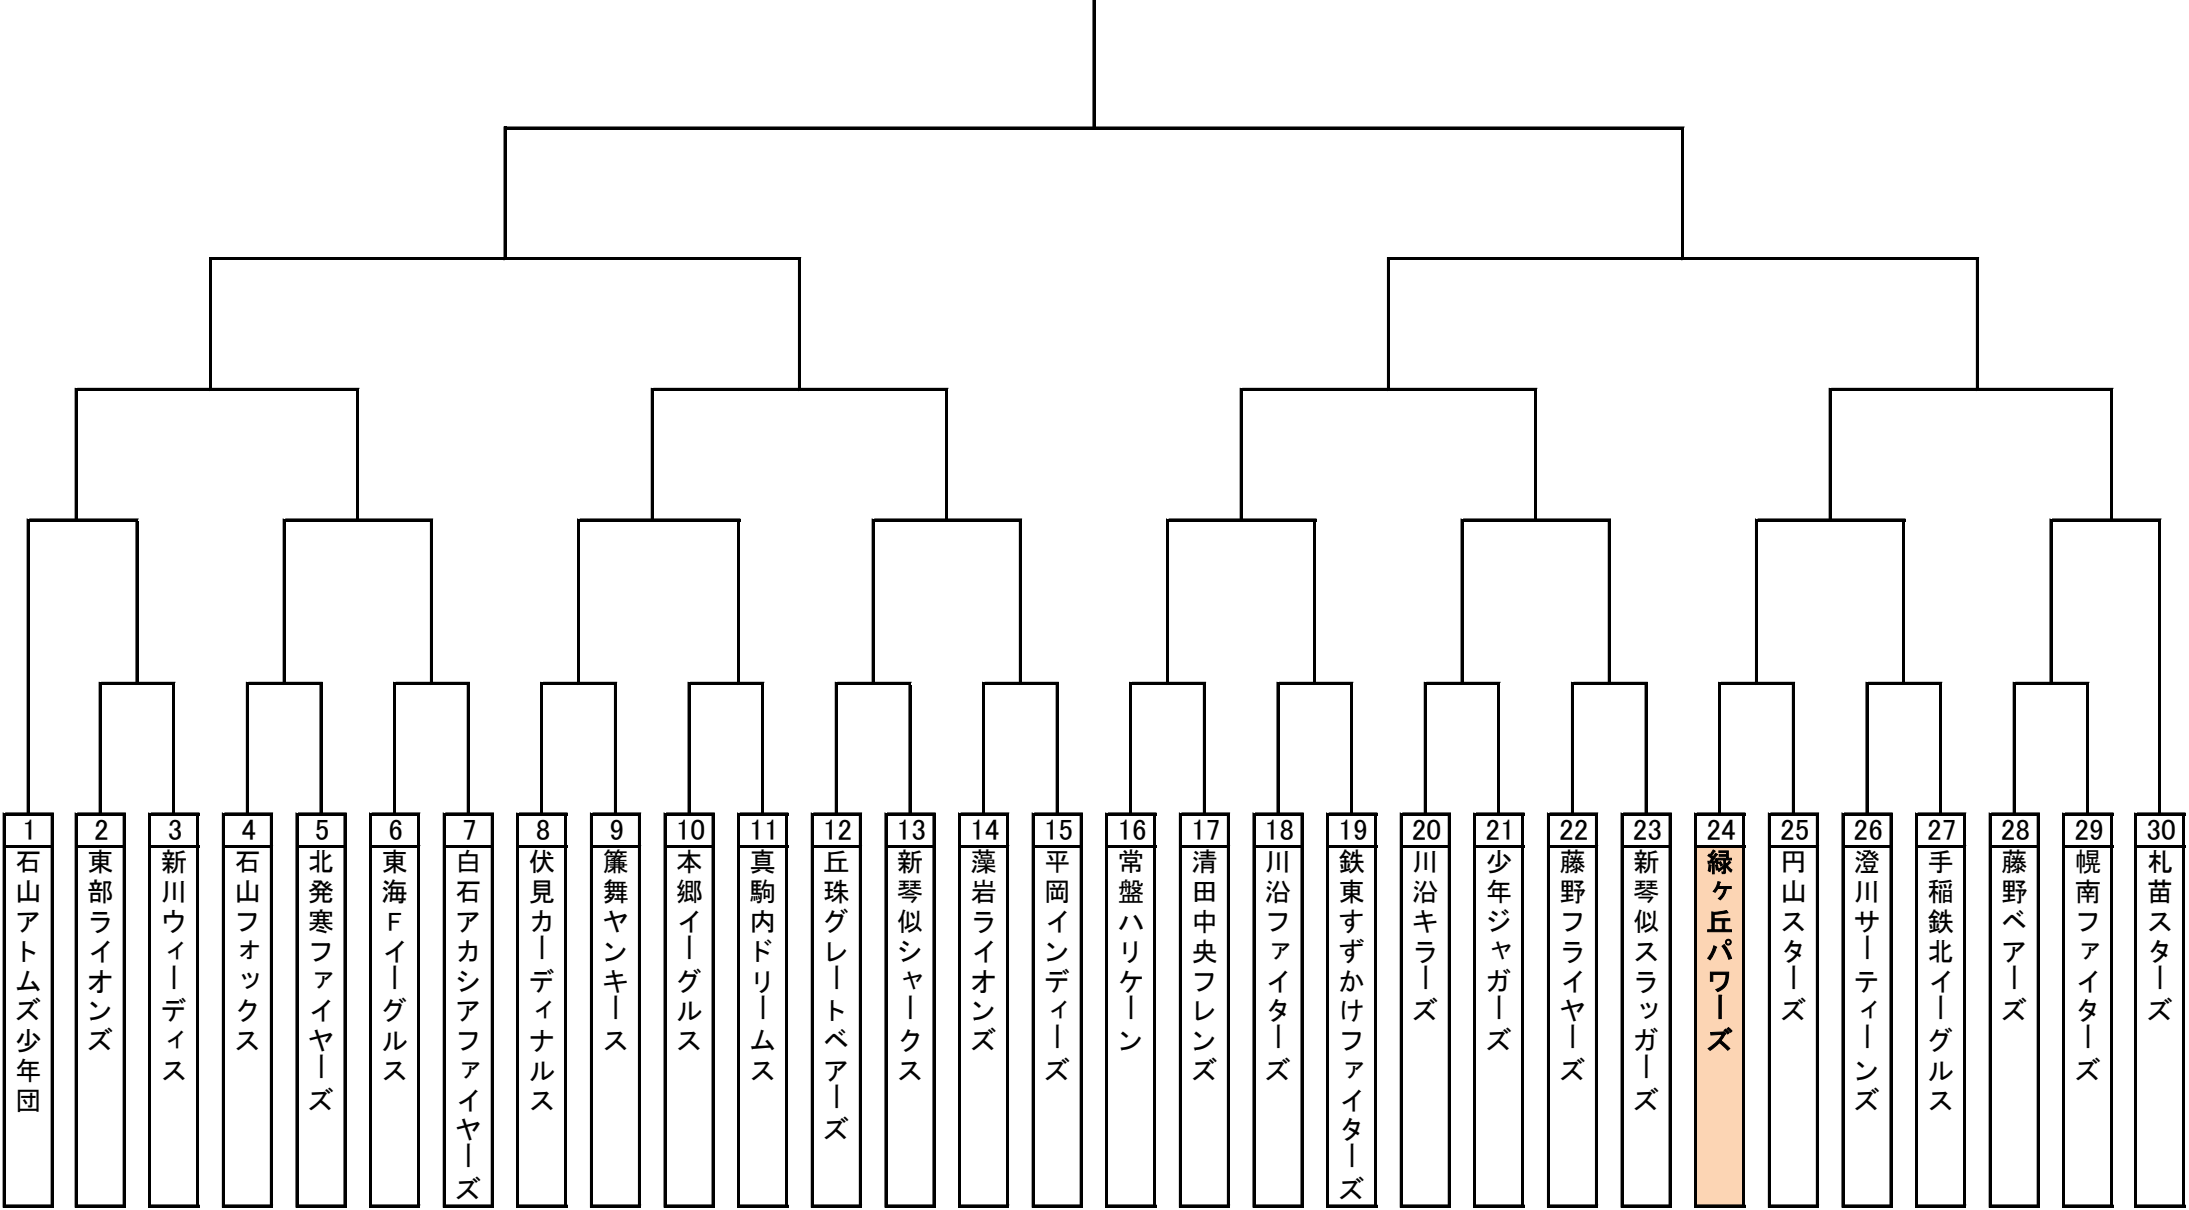 1
石山アトムズ少年団
2
東部ライオンズ
3
新川ウィーディス
4
石山フォックス
5
北発寒ファイヤーズ
6
東海Fイーグルス
7
白石アカシアファイヤーズ
8
伏見カーディナルス
9
簾舞ヤンキース
10
本郷イーグルス
11
真駒内ドリームス
12
丘珠グレートベアーズ
13
新琴似シャークス
14
藻岩ライオンズ
15
平岡インディーズ
16
常盤ハリケーン
17
清田中央フレンズ
18
川沿ファイターズ
19
鉄東すずかけファイターズ
20
川沿キラーズ
21
少年ジャガーズ
22
藤野フライヤーズ
23
新琴似スラッガーズ
24
緑ヶ丘パワーズ
25
円山スターズ
26
澄川サーティーンズ
27
手稲鉄北イーグルス
28
藤野ベアーズ
29
幌南ファイターズ
30
札苗スターズ